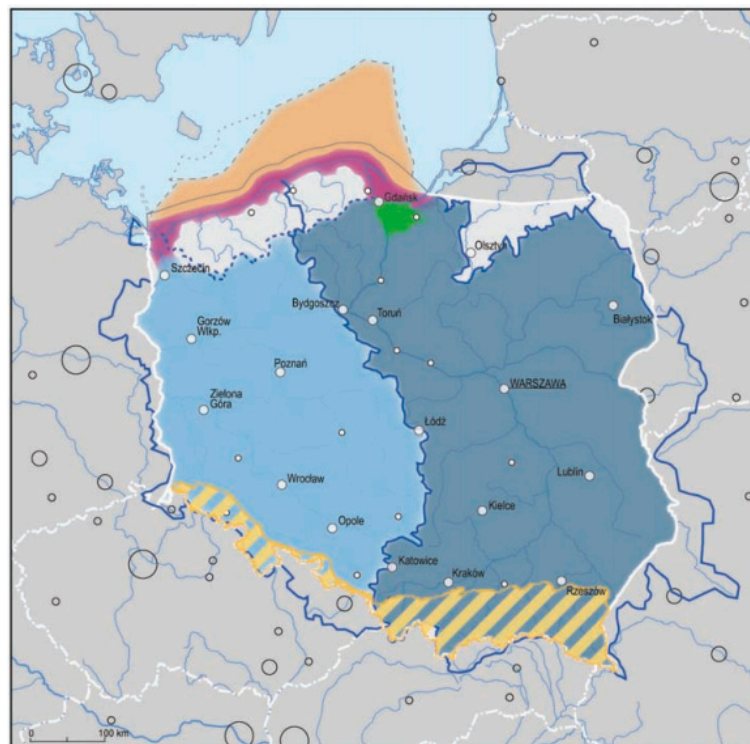 Gdańsk
Olsztyn
Szczecin
Bydgoszcz
Toruń
Białystok
Gorzów
Wlkp.
Poznań
WARSZAWA
Zielona
Góra
Łódź
Lublin
Wrocław
Kielce
Opole
Katowice
Kraków
Rzeszów
0 100 km